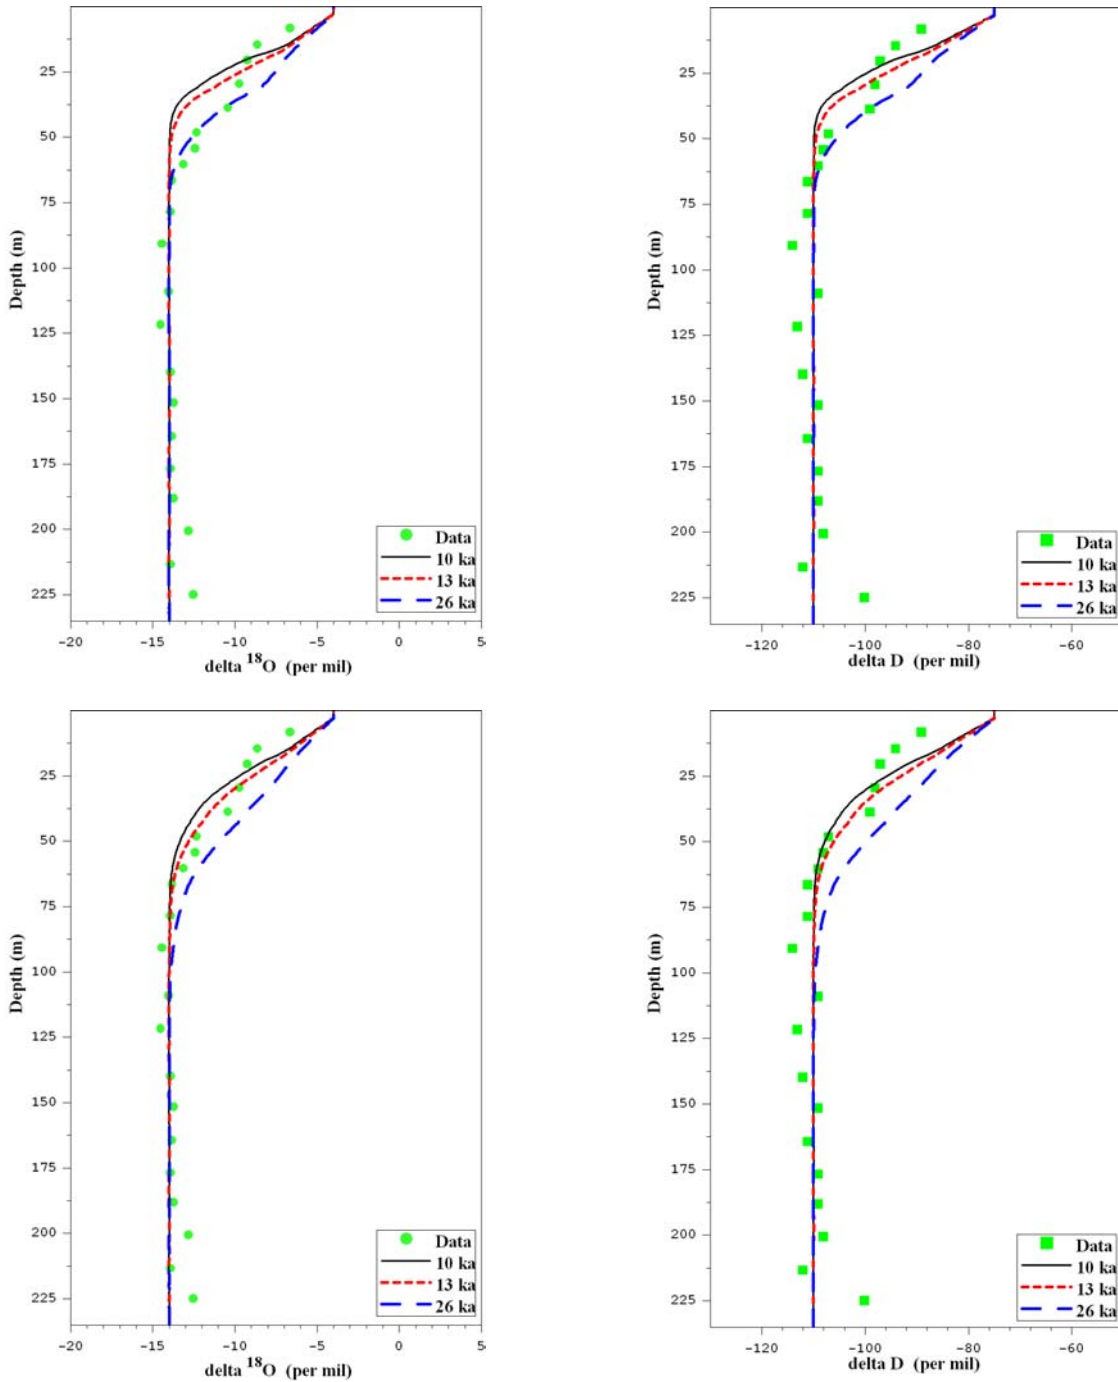 25
50
75
100
125
150
175
200
225
Depth (m)
Data
10 ka
13 ka
26 ka
−20 −15 −10 −5 0 5
delta 18O (per mil)
25
50
75
100
125
150
175
200
225
Depth (m)
Data
10 ka
13 ka
26 ka
−120 −100 −80 −60
delta D (per mil)
25
50
75
100
125
150
175
200
225
Depth (m)
Data
10 ka
13 ka
26 ka
−20 −15 −10 −5 0 5
delta 18O (per mil)
25
50
75
100
125
150
175
200
225
Depth (m)
Data
10 ka
13 ka
26 ka
−120 −100 −80 −60
delta D (per mil)